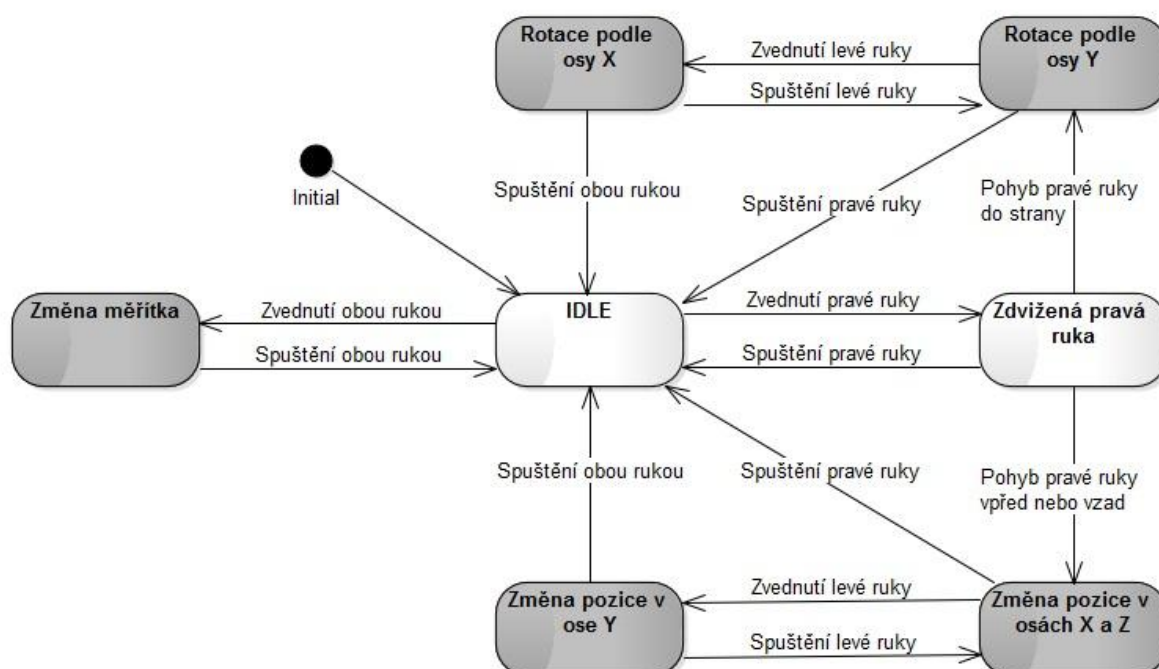 Rotace podle
osy X
Zvednutí levé ruky
Spuštění levé ruky
Rotace podle
osy Y
Initial
Spuštění obou rukou
Spuštění pravé ruky
Pohyb pravé ruky
do strany
Změna měřítka
Zvednutí obou rukou
Spuštění obou rukou
IDLE
Zvednutí pravé ruky
Spuštění pravé ruky
Zdvižená pravá
ruka
Spuštění obou rukou
Spuštění pravé ruky
Pohyb pravé ruky
vpřed nebo vzad
Změna pozice v
ose Y
Zvednutí levé ruky
Spuštění levé ruky
Změna pozice v
osách X a Z